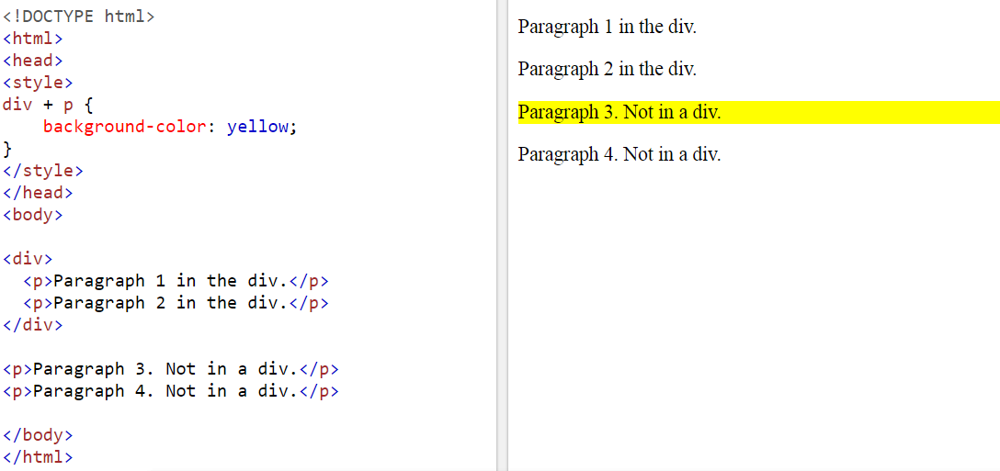 <!DOCTYPE html>
<html>
<head>
<style>
div + p {
    background-color: yellow;
}
</style>
</head>
<body>

<div>
  <p>Paragraph 1 in the div.</p>
  <p>Paragraph 2 in the div.</p>
</div>

<p>Paragraph 3. Not in a div.</p>
<p>Paragraph 4. Not in a div.</p>

</body>
</html>
Paragraph 1 in the div.
Paragraph 2 in the div.
Paragraph 3. Not in a div.
Paragraph 4. Not in a div.